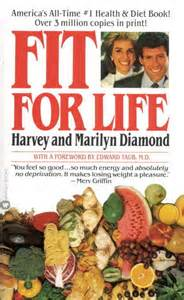 America's All-Time #1 Health & Diet Book!
Over 3 million copies in print!
FIT
FOR LIFE
Harvey and Marilyn Diamond
WITH A FOREWORD BY EDWARD TAUB, M.D.
"You feel so good...so much energy and absolutely
no deprivation. It makes losing weight a pleasure."
— Merv Griffin